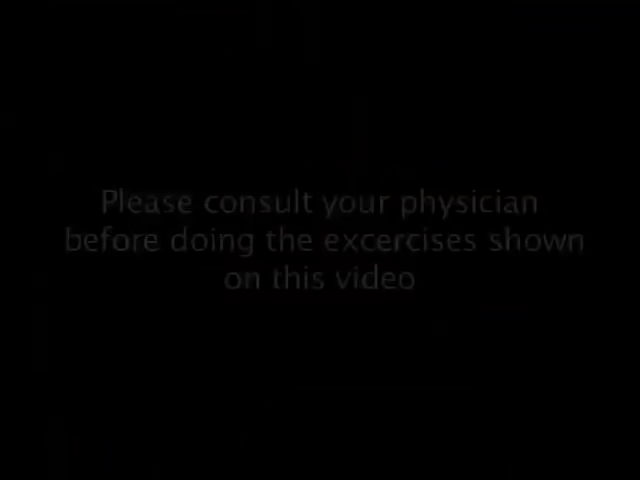 Please consult your physician
before doing the excercises shown
on this video